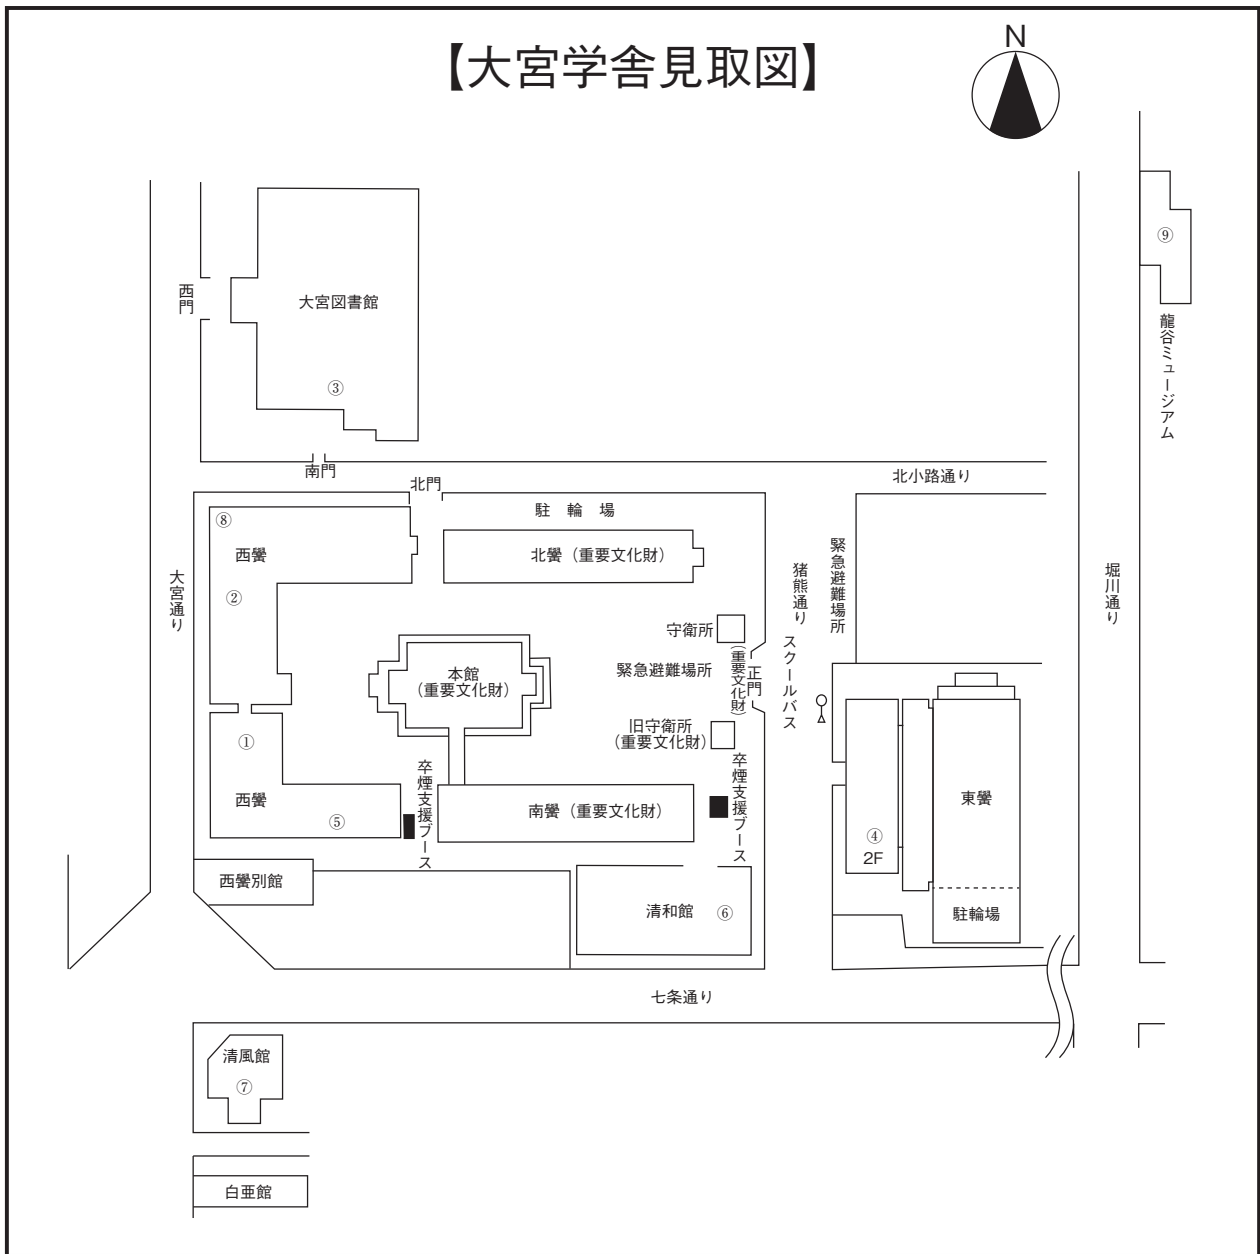 【大宮学舎見取図】
N
⑨
西門
大宮図書館
③
龍谷ミュージアム
南門
北小路通り
北門
⑧
西黌
②
駐輪場
北黌(重要文化財)
大宮通り
猪熊通り
緊急避難場所
堀川通り
守衛所
緊急避難場所
(重要文化財)
正門
スクールバス
本館
(重要文化財)
旧守衛所
(重要文化財)
①
西黌
⑤
卒煙支援ブース
南黌(重要文化財)
卒煙支援ブース
東黌
④
2F
西黌別館
清和館
⑥
駐輪場
七条通り
清風館
⑦
白亜館